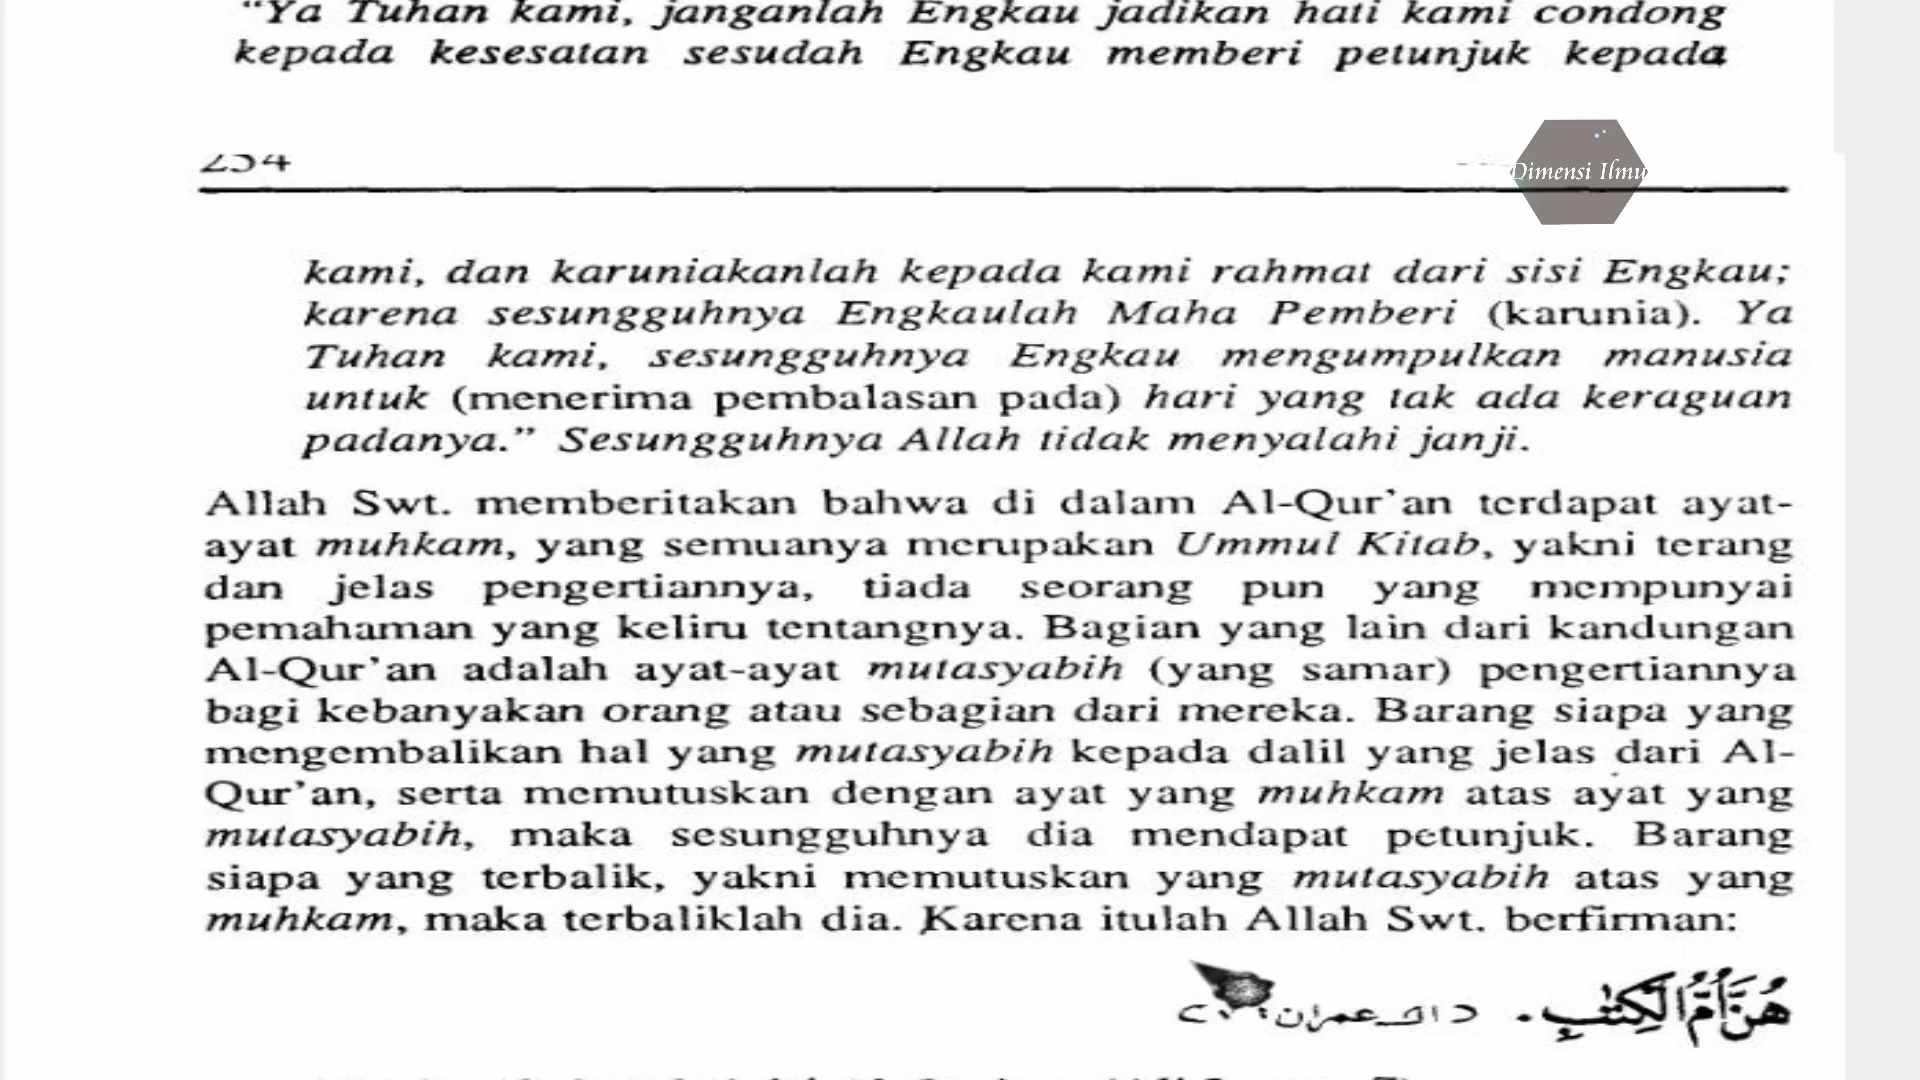 “Ya Tuhan kami, janganlah Engkau jadikan hati kami condong
kepada kesesatan sesudah Engkau memberi petunjuk kepada
254
Dimensi Ilmu
kami, dan karuniakanlah kepada kami rahmat dari sisi Engkau;
karena sesungguhnya Engkaulah Maha Pemberi (karunia). Ya
Tuhan kami, sesungguhnya Engkau mengumpulkan manusia
untuk (menerima pembalasan pada) hari yang tak ada keraguan
padanya.” Sesungguhnya Allah tidak menyalahi janji.
Allah Swt. memberitakan bahwa di dalam Al-Qur’an terdapat ayat-
ayat muhkam, yang semuanya merupakan Ummul Kitab, yakni terang
dan jelas pengertiannya, tiada seorang pun yang mempunyai
pemahaman yang keliru tentangnya. Bagian yang lain dari kandungan
Al-Qur’an adalah ayat-ayat mutasyabih (yang samar) pengertiannya
bagi kebanyakan orang atau sebagian dari mereka. Barang siapa yang
mengembalikan hal yang mutasyabih kepada dalil yang jelas dari Al-
Qur’an, serta memutuskan dengan ayat yang muhkam atas ayat yang
mutasyabih, maka sesungguhnya dia mendapat petunjuk. Barang
siapa yang terbalik, yakni memutuskan yang mutasyabih atas yang
muhkam, maka terbaliklah dia. Karena itulah Allah Swt. berfirman:
هُنَّ أُمُّ الْكِتٰبِ. عمران